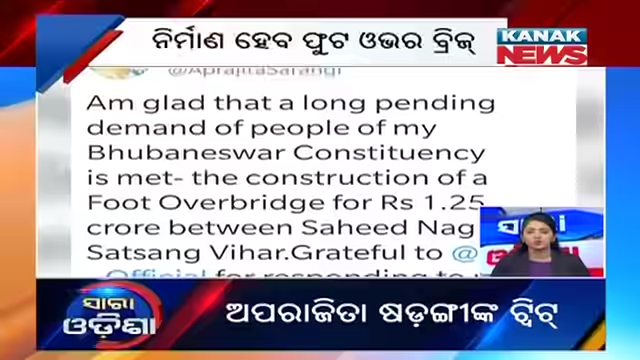 ନିର୍ମାଣ ହେବ ଫୁଟ ଓଭର ବ୍ରିଜ୍
KANAK
NEWS
@AprajitaSarangi
Am glad that a long pending
demand of people of my
Bhubaneswar Constituency
is met- the construction of a
Foot Overbridge for Rs 1.25
crore between Saheed Nag
Satsang Vihar.Grateful to @
Official for responding to
ସାରା
ଓଡ଼ିଶା
ଅପରାଜିତା ଷଡ଼ଙ୍ଗୀଙ୍କ ଟ୍ୱିଟ୍